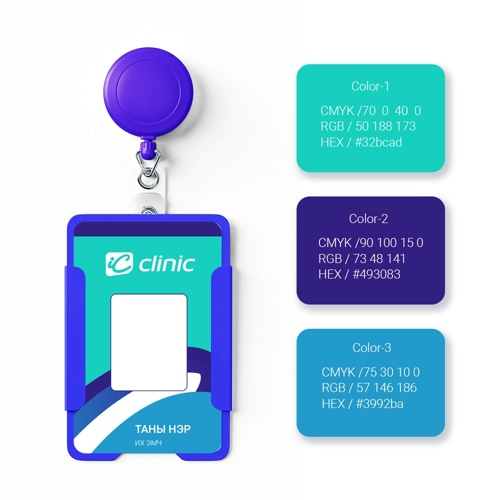 iC clinic
ТАНЫ НЭР
ИХ ЭМЧ
Color-1
CMYK /70 0 40 0
RGB / 50 188 173
HEX / #32bcad
Color-2
CMYK /90 100 15 0
RGB / 73 48 141
HEX / #493083
Color-3
CMYK /75 30 10 0
RGB / 57 146 186
HEX / #3992ba